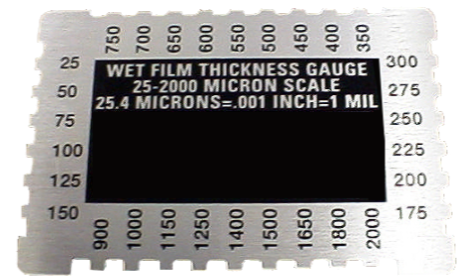 750 700 650 600 550 500 450 400 350
25 300
WET FILM THICKNESS GAUGE
25-2000 MICRON SCALE
50 275
25.4 MICRONS=.001 INCH=1 MIL
75 250
100 225
125 200
150 175
900 1000 1150 1250 1400 1500 1650 1800 2000